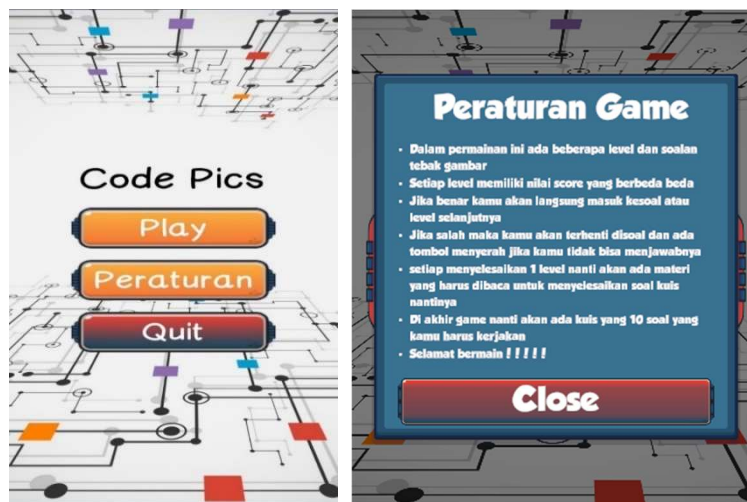 Code Pics
Play
Peraturan
Quit
Peraturan Game
• Dalam permainan ini ada beberapa level dan soalan
tebak gambar
• Setiap level memiliki nilai score yang berbeda beda
• Jika benar kamu akan langsung masuk kesoal atau
level selanjutnya
• Jika salah maka kamu akan terhenti disoal dan ada
tombol menyerah jika kamu tidak bisa menjawabnya
• setiap menyelesaikan 1 level nanti akan ada materi
yang harus dibaca untuk menyelesaikan soal kuis
nantinya
• Di akhir game nanti akan ada kuis yang 10 soal yang
kamu harus kerjakan
• Selamat bermain ! ! ! ! !
Close